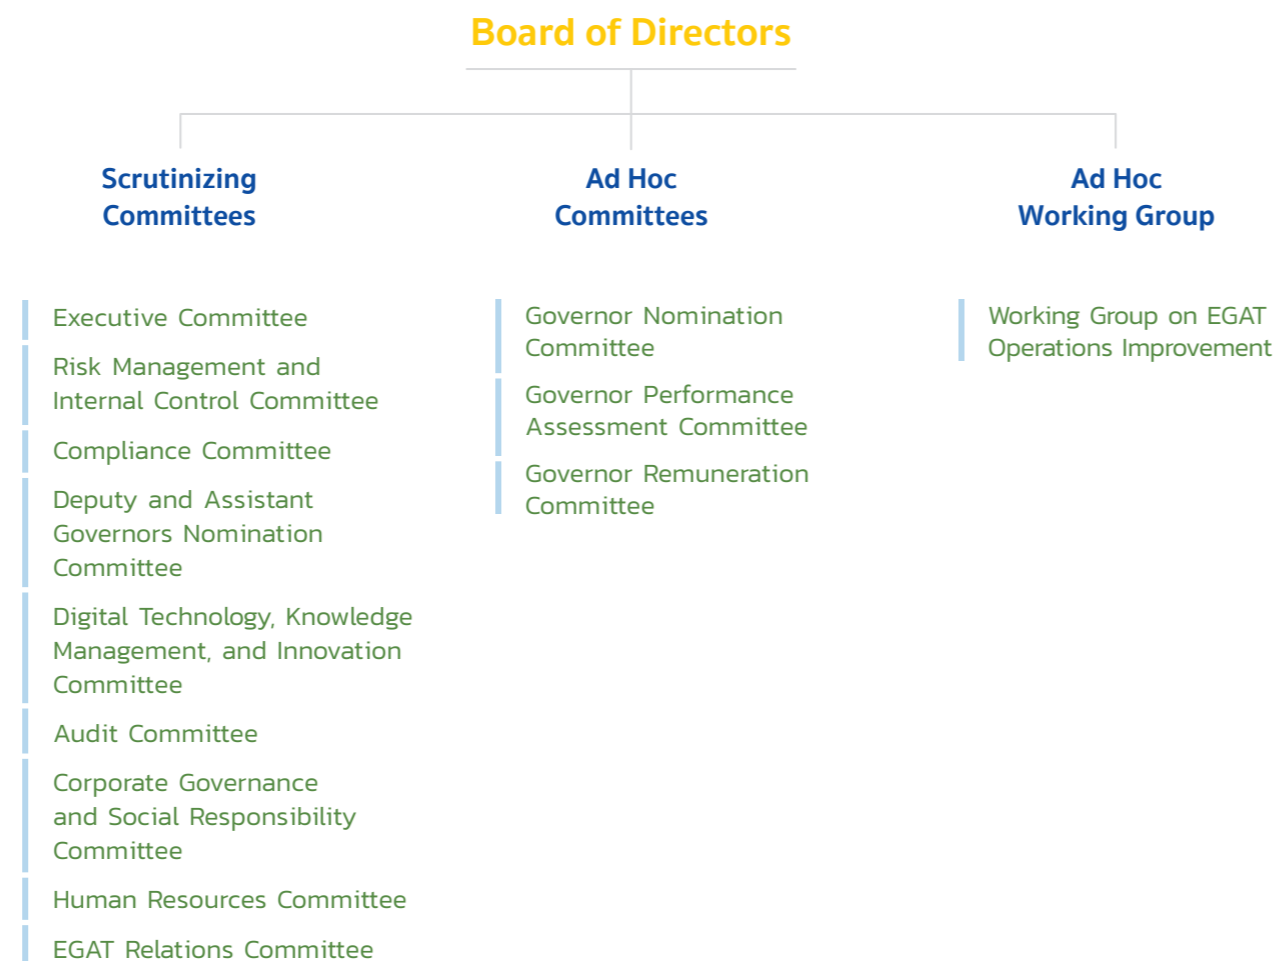 Board of Directors
Scrutinizing
Committees
Executive Committee
Risk Management and
Internal Control Committee
Compliance Committee
Deputy and Assistant
Governors Nomination
Committee
Digital Technology, Knowledge
Management, and Innovation
Committee
Audit Committee
Corporate Governance
and Social Responsibility
Committee
Human Resources Committee
EGAT Relations Committee
Ad Hoc
Committees
Governor Nomination
Committee
Governor Performance
Assessment Committee
Governor Remuneration
Committee
Ad Hoc
Working Group
Working Group on EGAT
Operations Improvement